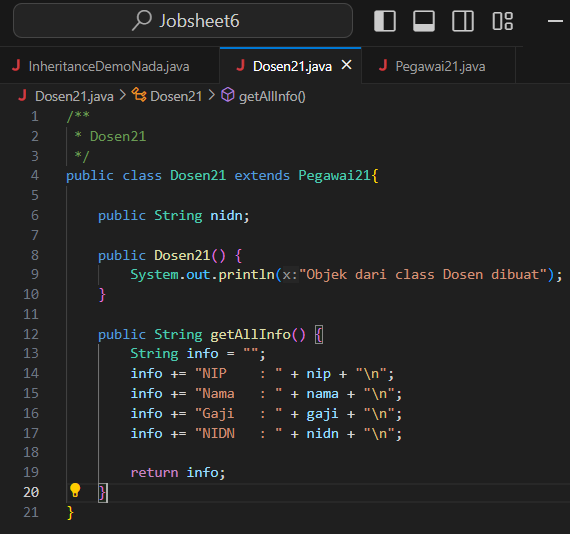 Jobsheet6
J InheritanceDemoNada.java J Dosen21.java × J Pegawai21.java
J Dosen21.java > Dosen21 > getAllInfo()
1 /**
2  * Dosen21
3  */
4 public class Dosen21 extends Pegawai21{
5
6     public String nidn;
7
8     public Dosen21() {
9         System.out.println(x:"Objek dari class Dosen dibuat");
10     }
11
12     public String getAllInfo() {
13         String info = "";
14         info += "NIP    : " + nip + "\n";
15         info += "Nama   : " + nama + "\n";
16         info += "Gaji   : " + gaji + "\n";
17         info += "NIDN   : " + nidn + "\n";
18
19         return info;
20     }
21 }